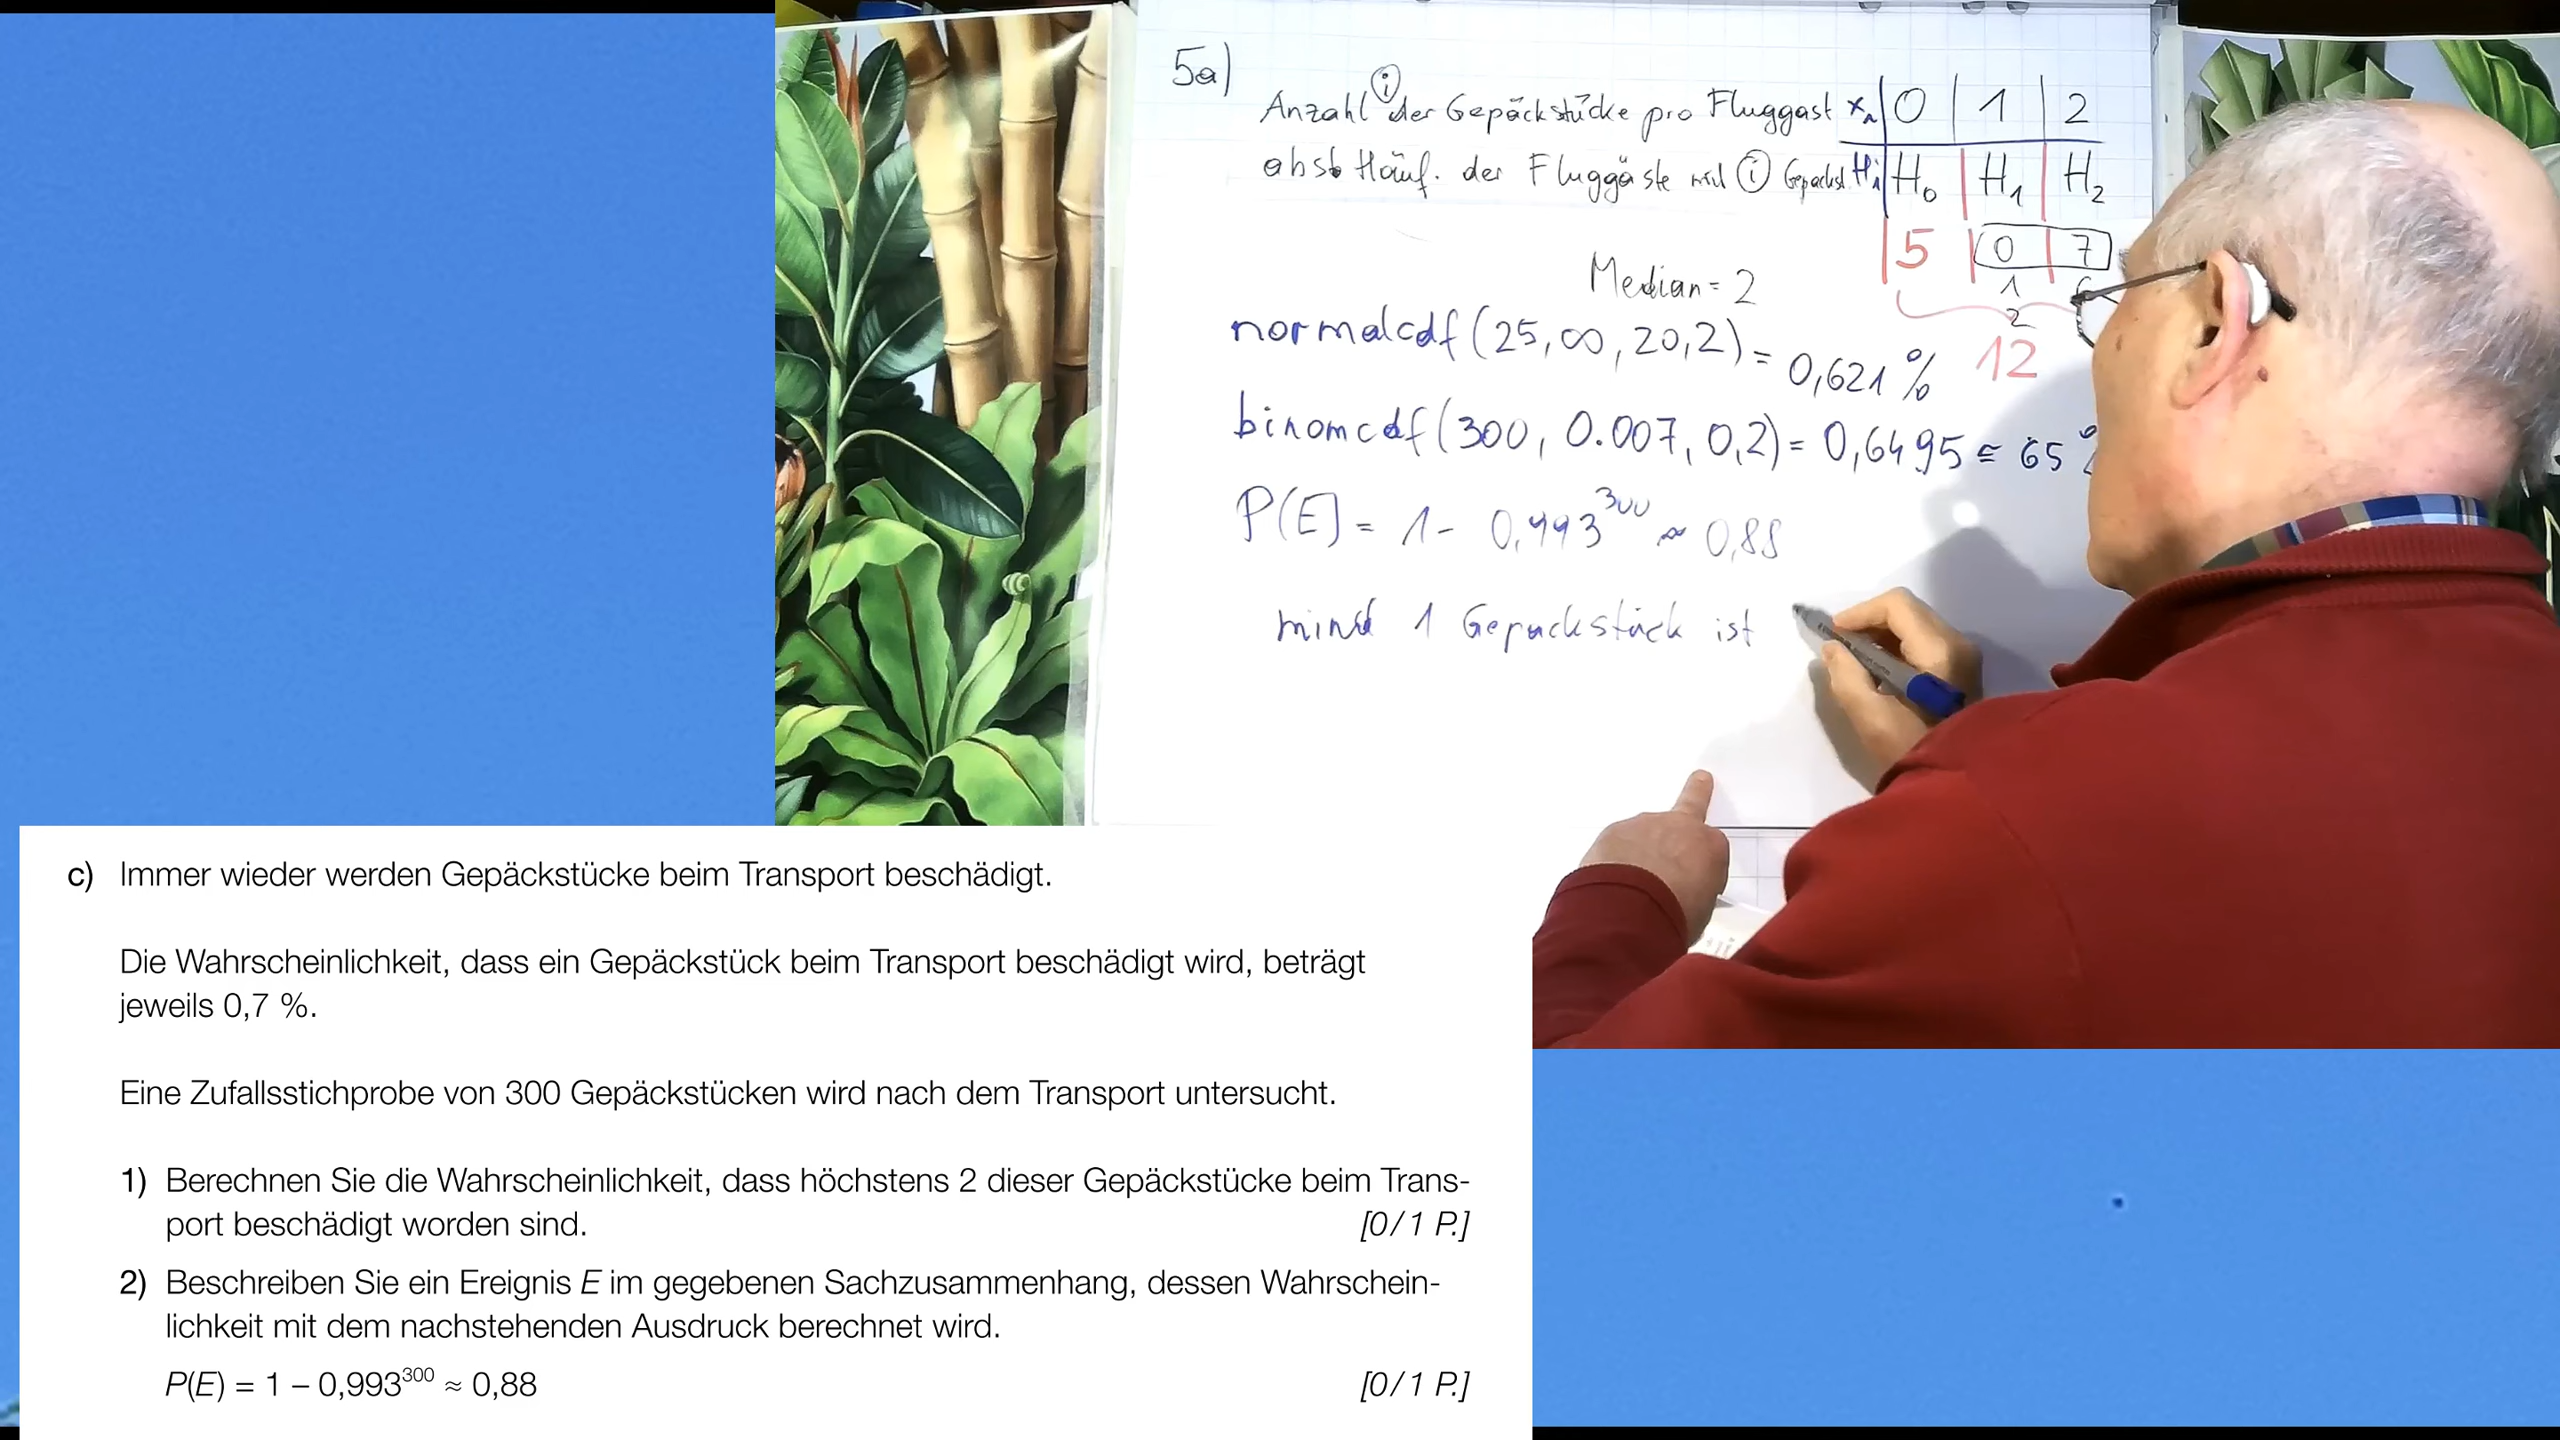 5a)
Anzahl der Gepäckstücke pro Fluggast xi 0 1 2
i
abs. Häuf. der Fluggäste mit i Gepäckst. Hi H0 H1 H2
5 0 7
1 6
Median = 2
2
normalcdf(25,∞,20,2) = 0,621 %
12
binomcdf(300, 0.007, 0,2) = 0,6495 ≈ 65 %
P(E) = 1 - 0,993^300 ≈ 0,88
mind 1 Gepäckstück ist
c) Immer wieder werden Gepäckstücke beim Transport beschädigt.
Die Wahrscheinlichkeit, dass ein Gepäckstück beim Transport beschädigt wird, beträgt
jeweils 0,7 %.
Eine Zufallsstichprobe von 300 Gepäckstücken wird nach dem Transport untersucht.
1) Berechnen Sie die Wahrscheinlichkeit, dass höchstens 2 dieser Gepäckstücke beim Trans-
port beschädigt worden sind. [0/1 P.]
2) Beschreiben Sie ein Ereignis E im gegebenen Sachzusammenhang, dessen Wahrschein-
lichkeit mit dem nachstehenden Ausdruck berechnet wird.
P(E) = 1 – 0,993^300 ≈ 0,88 [0/1 P.]